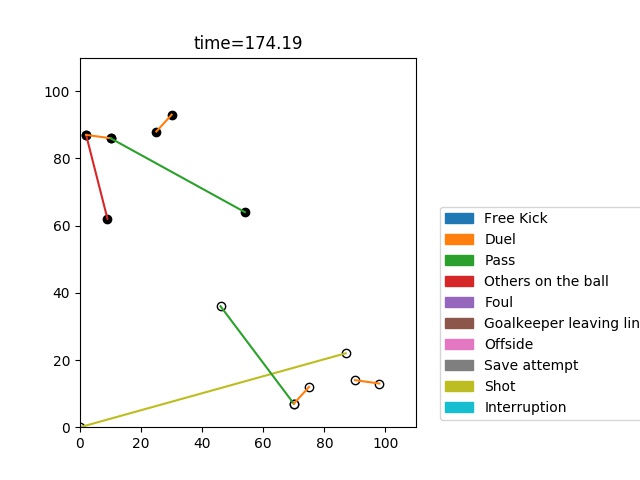 time=174.19
100
80
60
40
20
0
0 20 40 60 80 100
Free Kick
Duel
Pass
Others on the ball
Foul
Goalkeeper leaving lin
Offside
Save attempt
Shot
Interruption